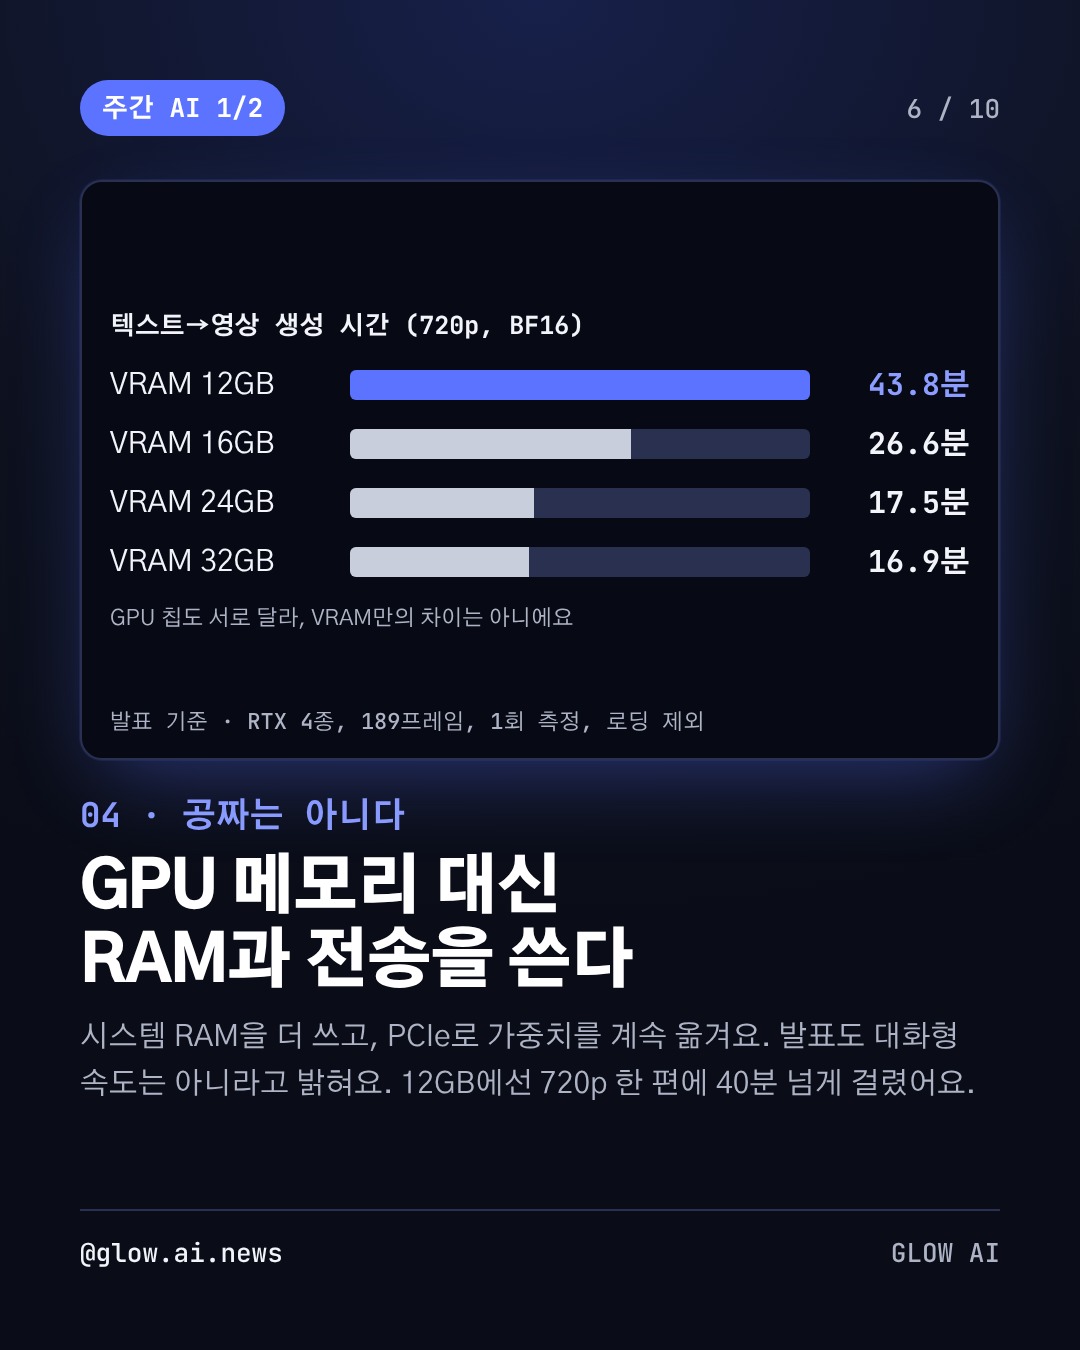 주간 AI 1/2
6 / 10
텍스트→영상 생성 시간 (720p, BF16)
VRAM 12GB 43.8분
VRAM 16GB 26.6분
VRAM 24GB 17.5분
VRAM 32GB 16.9분
GPU 칩도 서로 달라, VRAM만의 차이는 아니에요
발표 기준 · RTX 4종, 189프레임, 1회 측정, 로딩 제외
04 · 공짜는 아니다
GPU 메모리 대신
RAM과 전송을 쓴다
시스템 RAM을 더 쓰고, PCIe로 가중치를 계속 옮겨요. 발표도 대화형
속도는 아니라고 밝혀요. 12GB에선 720p 한 편에 40분 넘게 걸렸어요.
@glow.ai.news
GLOW AI